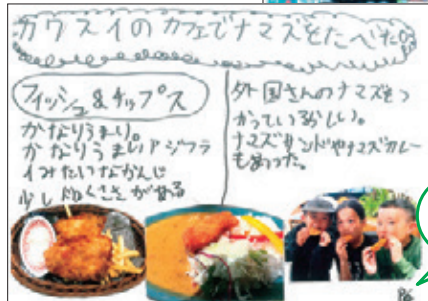 カワスイのカフェでナマズをたべた。
フィッシュ&チップス
かなりうまい。
かなりうまいアジフラ
イみたいなかんじ
少し くささがある
外国さんのナマズをつ
かっているらしい。
ナマズサンドやナマズカレー
もあった。